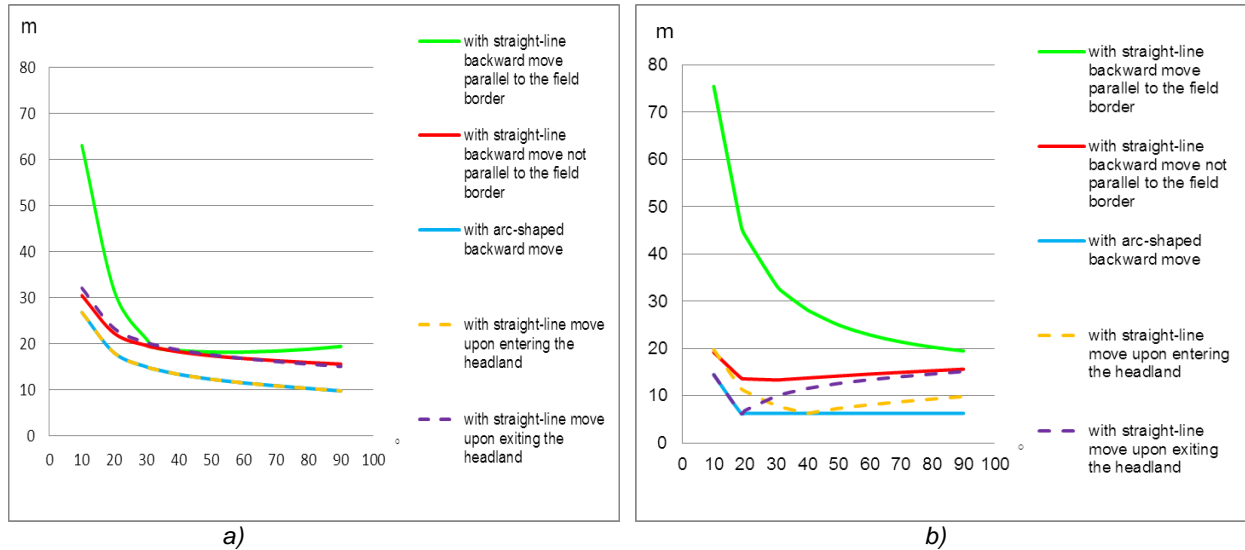 m
80
70
60
50
40
30
20
10
0
0 10 20 30 40 50 60 70 80 90 100
°
with straight-line
backward move
parallel to the field
border
with straight-line
backward move not
parallel to the field
border
with arc-shaped
backward move
with straight-line move
upon entering the
headland
with straight-line move
upon exiting the
headland
a)
m
80
70
60
50
40
30
20
10
0
0 10 20 30 40 50 60 70 80 90 100
°
with straight-line
backward move
parallel to the field
border
with straight-line
backward move not
parallel to the field
border
with arc-shaped
backward move
with straight-line
move upon entering
the headland
with straight-line
move upon exiting
the headland
b)